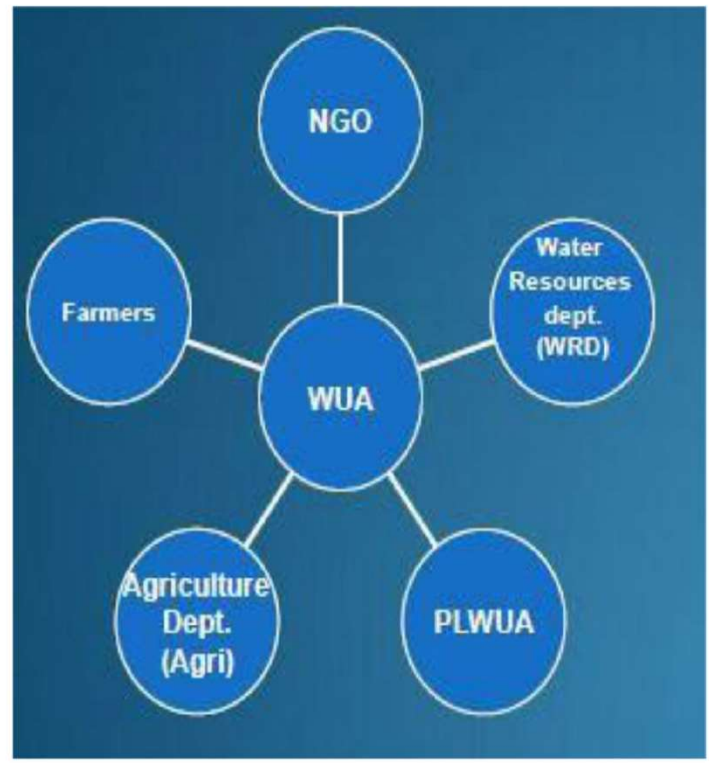 NGO
Farmers
Water
Resources
dept.
(WRD)
WUA
Agriculture
Dept.
(Agri)
PLWUA